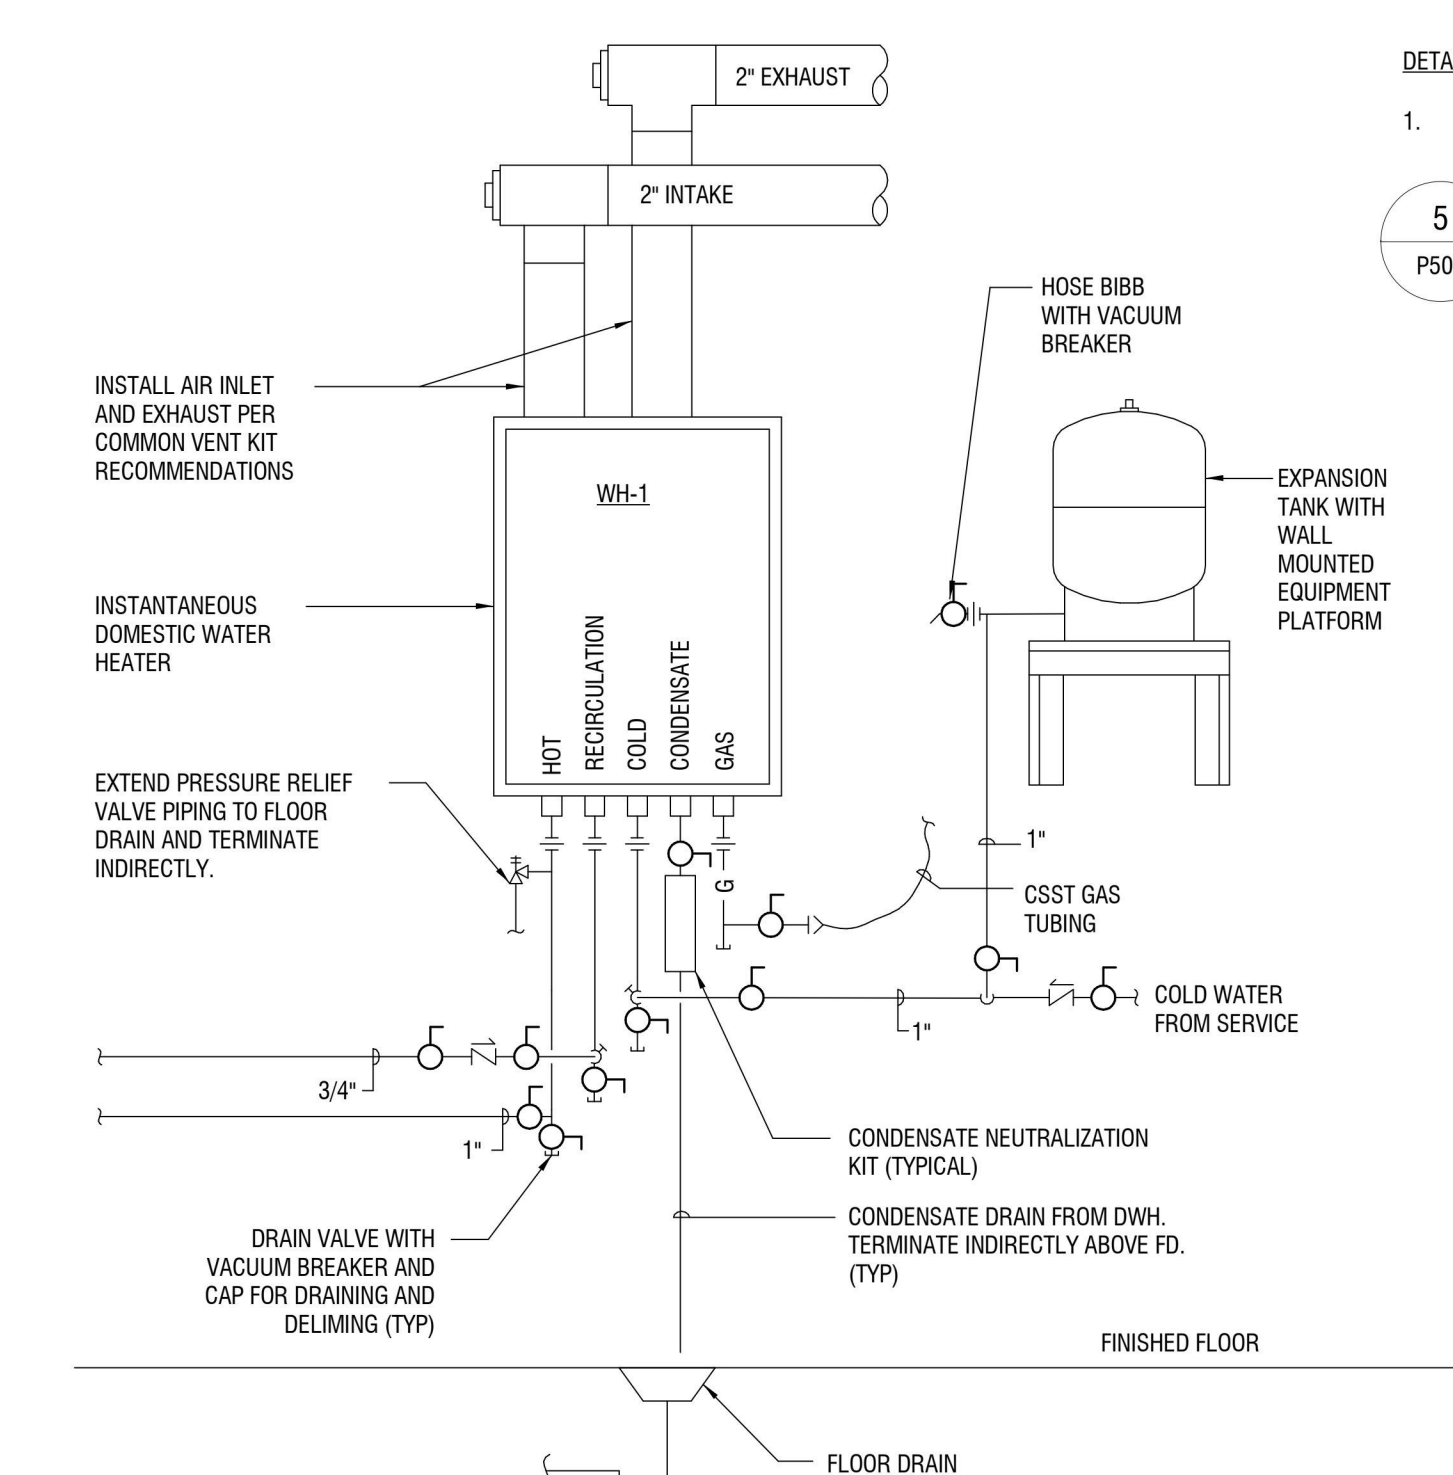 2" EXHAUST
2" INTAKE
DETA
1.
5
P50
HOSE BIBB
WITH VACUUM
BREAKER
INSTALL AIR INLET
AND EXHAUST PER
COMMON VENT KIT
RECOMMENDATIONS
WH-1
EXPANSION
TANK WITH
WALL
MOUNTED
EQUIPMENT
PLATFORM
INSTANTANEOUS
DOMESTIC WATER
HEATER
HOT
RECIRCULATION
COLD
CONDENSATE
GAS
EXTEND PRESSURE RELIEF
VALVE PIPING TO FLOOR
DRAIN AND TERMINATE
INDIRECTLY.
1"
G
CSST GAS
TUBING
COLD WATER
FROM SERVICE
1"
3/4"
1"
CONDENSATE NEUTRALIZATION
KIT (TYPICAL)
CONDENSATE DRAIN FROM DWH.
TERMINATE INDIRECTLY ABOVE FD.
(TYP)
DRAIN VALVE WITH
VACUUM BREAKER AND
CAP FOR DRAINING AND
DELIMING (TYP)
FINISHED FLOOR
FLOOR DRAIN